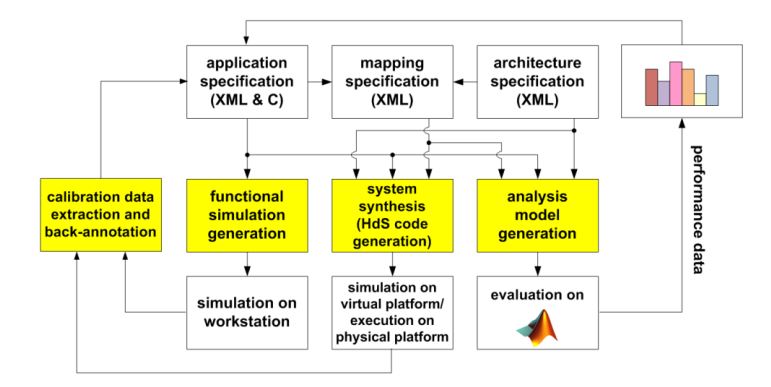 application
specification
(XML & C)
mapping
specification
(XML)
architecture
specification
(XML)
calibration data
extraction and
back-annotation
functional
simulation
generation
system
synthesis
(HdS code
generation)
analysis
model
generation
performance data
simulation on
workstation
simulation on
virtual platform/
execution on
physical platform
evaluation on